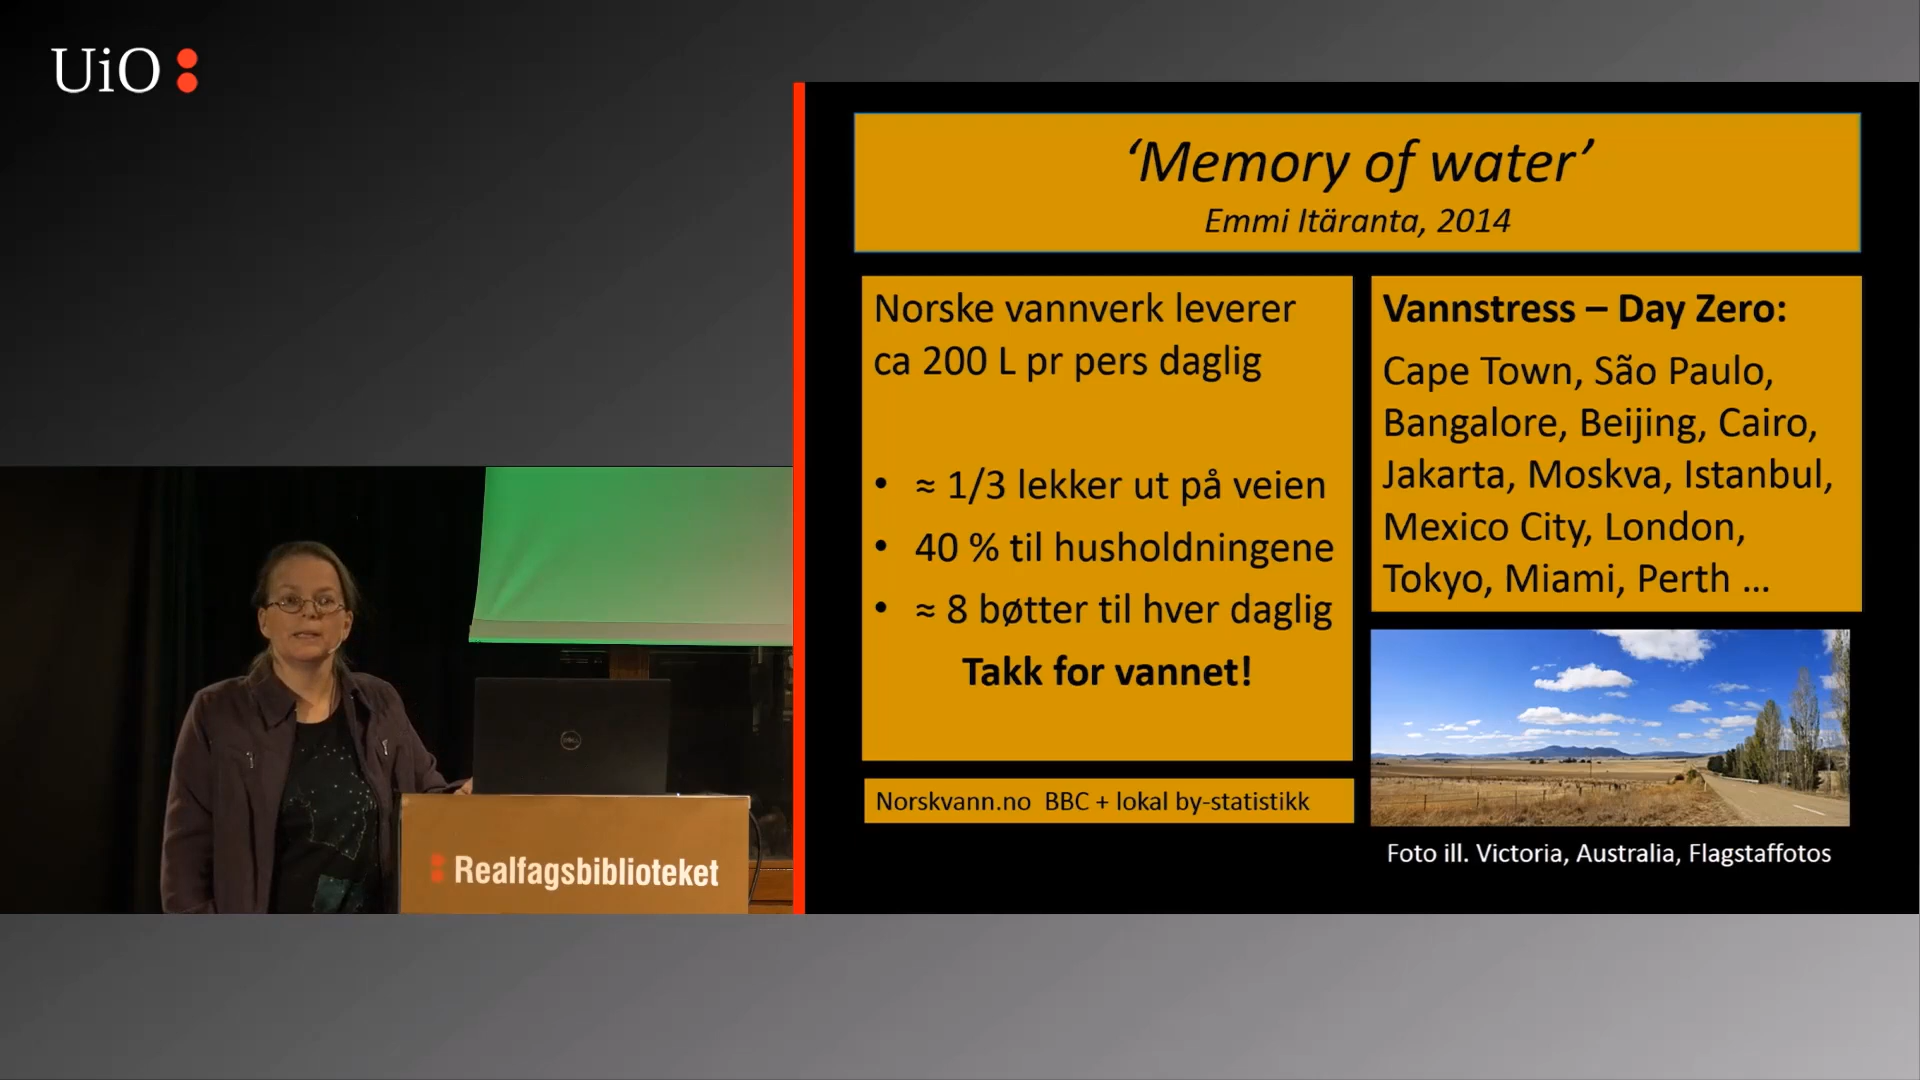 UiO
‘Memory of water’
Emmi Itäranta, 2014
Norske vannverk leverer
ca 200 L pr pers daglig
• ≈ 1/3 lekker ut på veien
• 40 % til husholdningene
• ≈ 8 bøtter til hver daglig
Takk for vannet!
Norskvann.no BBC + lokal by-statistikk
Vannstress – Day Zero:
Cape Town, São Paulo,
Bangalore, Beijing, Cairo,
Jakarta, Moskva, Istanbul,
Mexico City, London,
Tokyo, Miami, Perth ...
Foto ill. Victoria, Australia, Flagstaffotos
DELL
Realfagsbiblioteket